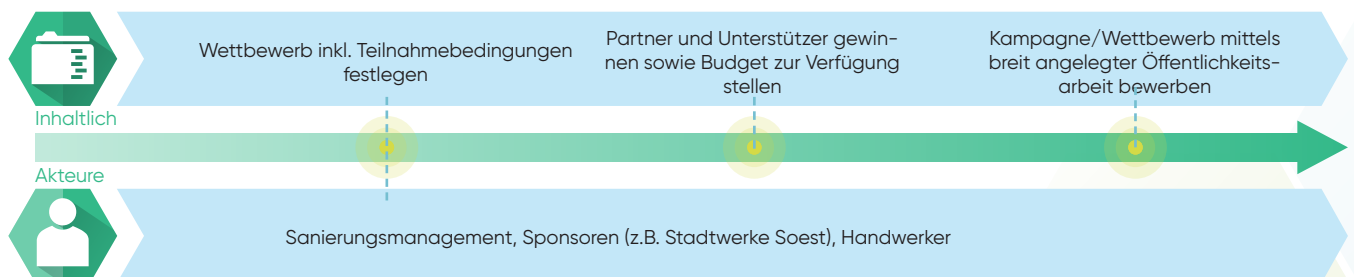 Wettbewerb inkl. Teilnahmebedingungen
festlegen
Partner und Unterstützer gewin-
nen sowie Budget zur Verfügung
stellen
Kampagne/Wettbewerb mittels
breit angelegter Öffentlichkeits-
arbeit bewerben
Inhaltlich
Akteure
Sanierungsmanagement, Sponsoren (z.B. Stadtwerke Soest), Handwerker